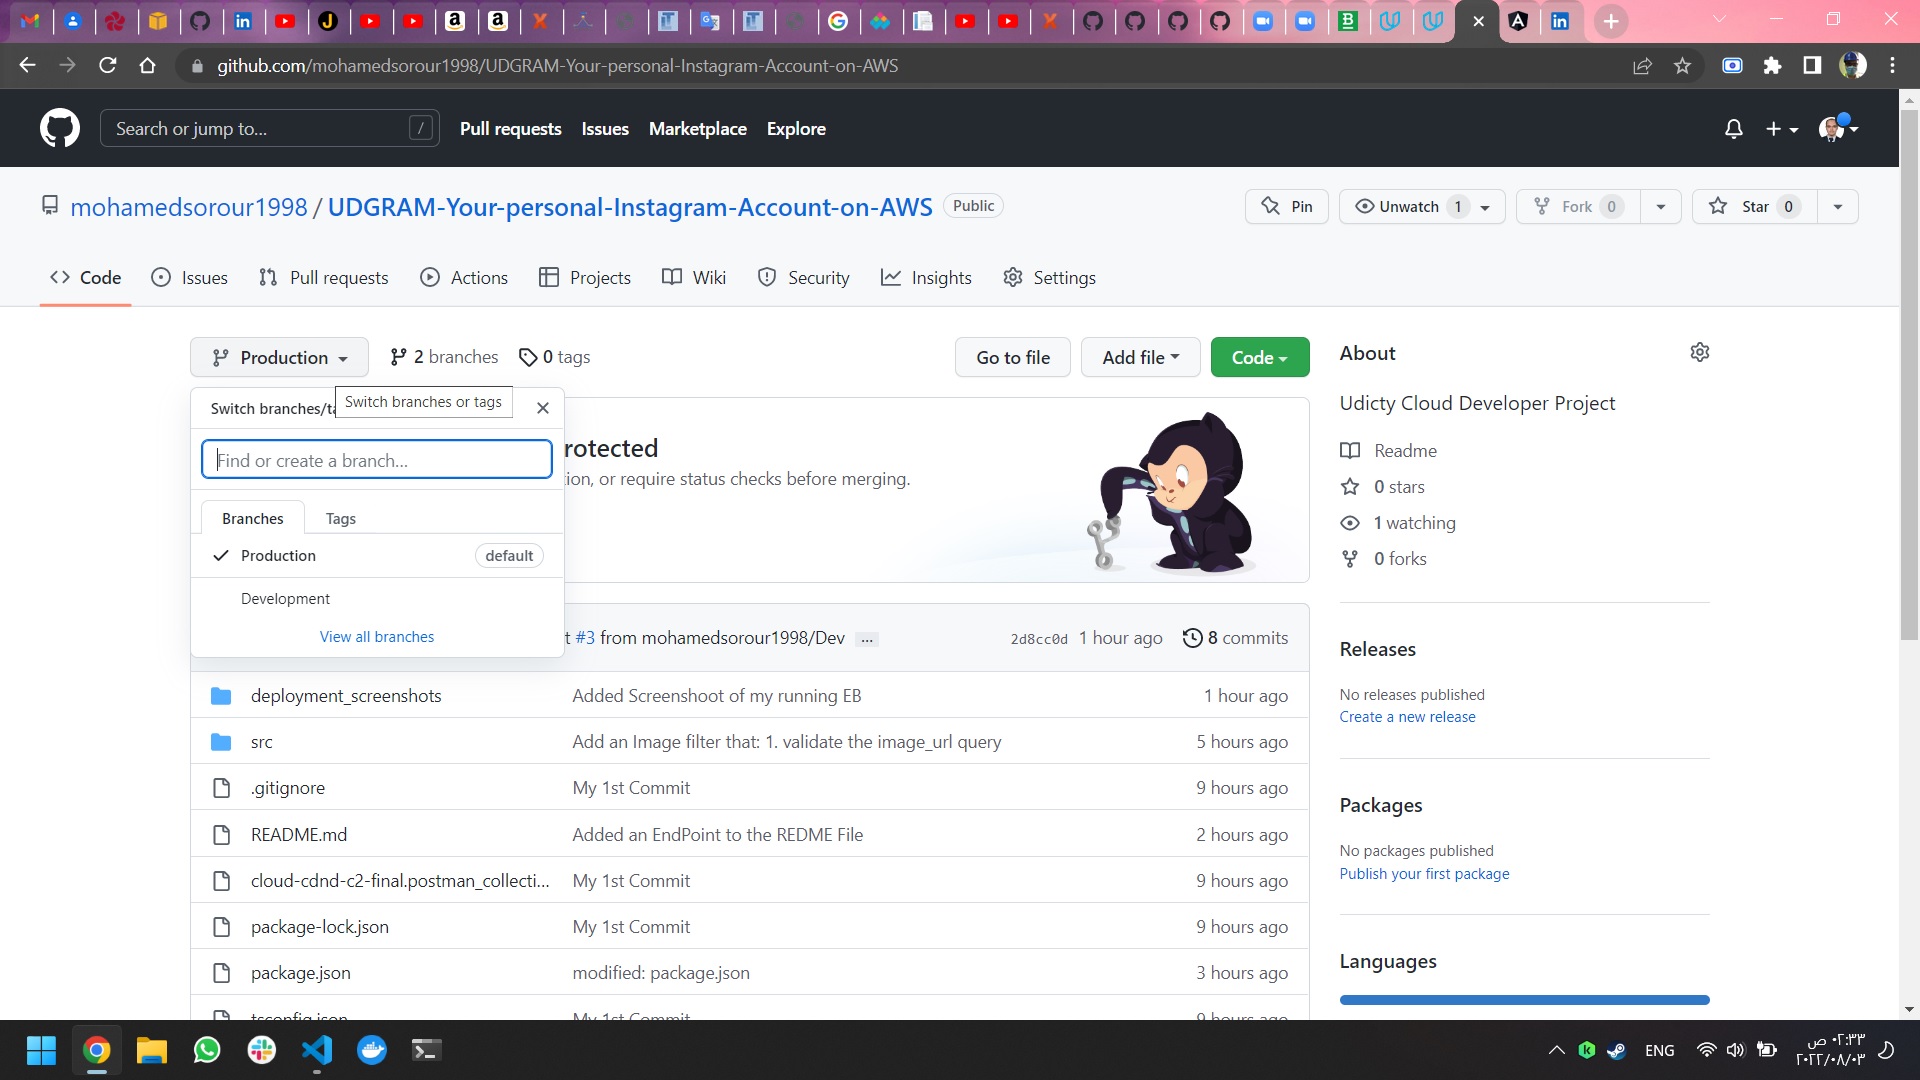 github.com/mohamedsorour1998/UDGRAM-Your-personal-Instagram-Account-on-AWS
Search or jump to... /
Pull requests Issues Marketplace Explore
mohamedsorour1998 / UDGRAM-Your-personal-Instagram-Account-on-AWS Public
Pin Unwatch 1 Fork 0 Star 0
Code Issues Pull requests Actions Projects Wiki Security Insights Settings
Production 2 branches 0 tags Go to file Add file Code
Switch branches/ta
Switch branches or tags
Find or create a branch...
Branches Tags
Production default
Development
View all branches
rotected
ion, or require status checks before merging.
t #3 from mohamedsorour1998/Dev ... 2d8cc0d 1 hour ago 8 commits
deployment_screenshots Added Screenshoot of my running EB 1 hour ago
src Add an Image filter that: 1. validate the image_url query 5 hours ago
.gitignore My 1st Commit 9 hours ago
README.md Added an EndPoint to the REDME File 2 hours ago
cloud-cdnd-c2-final.postman_collecti... My 1st Commit 9 hours ago
package-lock.json My 1st Commit 9 hours ago
package.json modified: package.json 3 hours ago
tsconfig.json My 1st Commit 9 hours ago
About
Udicty Cloud Developer Project
Readme
0 stars
1 watching
0 forks
Releases
No releases published
Create a new release
Packages
No packages published
Publish your first package
Languages
ENG
٠٢:٣٣ ص
٢٠٢٢/٠٨/٠٣